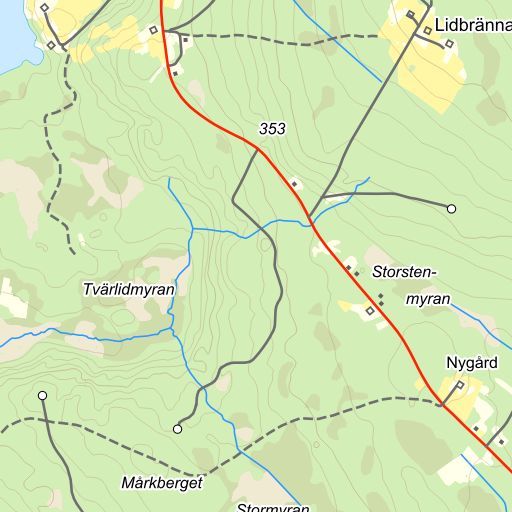 Lidbränna
353
Tvärlidmyran
Storsten-
myran
Nygård
Mårkberget
Stormyran